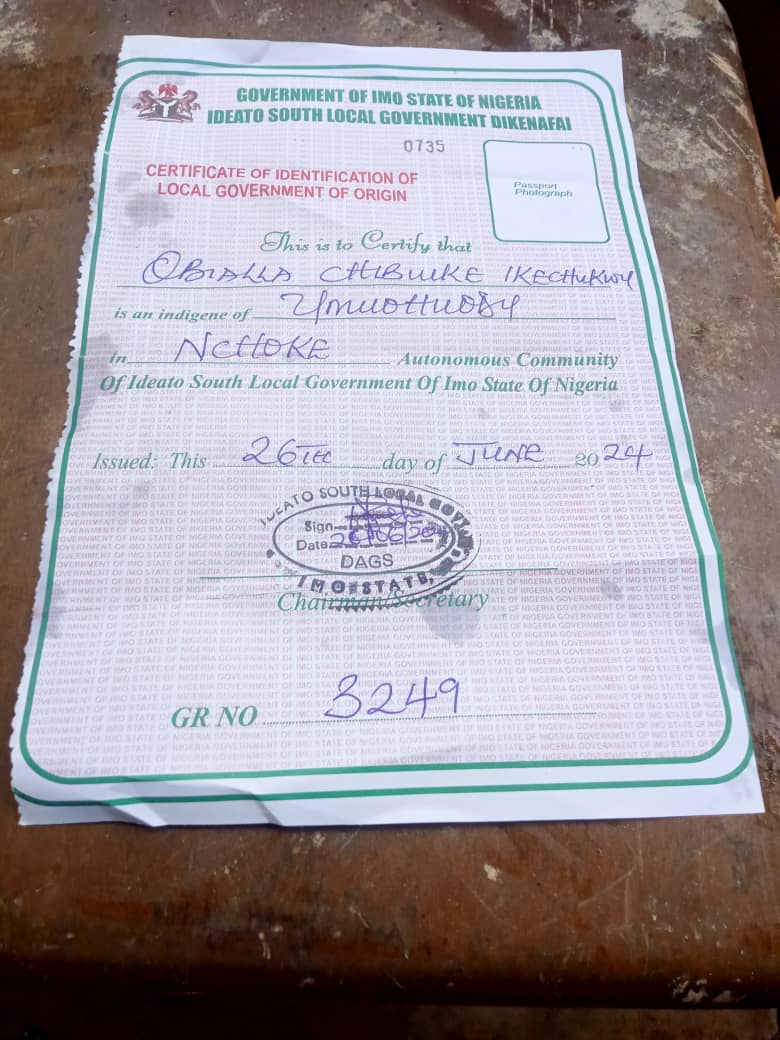 GOVERNMENT OF IMO STATE OF NIGERIA
IDEATO SOUTH LOCAL GOVERNMENT DIKENAFAI
0735
CERTIFICATE OF IDENTIFICATION OF
LOCAL GOVERNMENT OF ORIGIN
Passport
Photograph
This is to Certify that
OBIALLA CHIBUIKE IKECHUKWU
is an indigene of UMUOHUOBY
in NCHOKE Autonomous Community
Of Ideato South Local Government Of Imo State Of Nigeria
Issued: This 26TH day of JUNE 2024
IDEATO SOUTH LOCAL GOVT.
Sign
Date
DAGS
IMO STATE
Chairman/Secretary
GR NO 3249